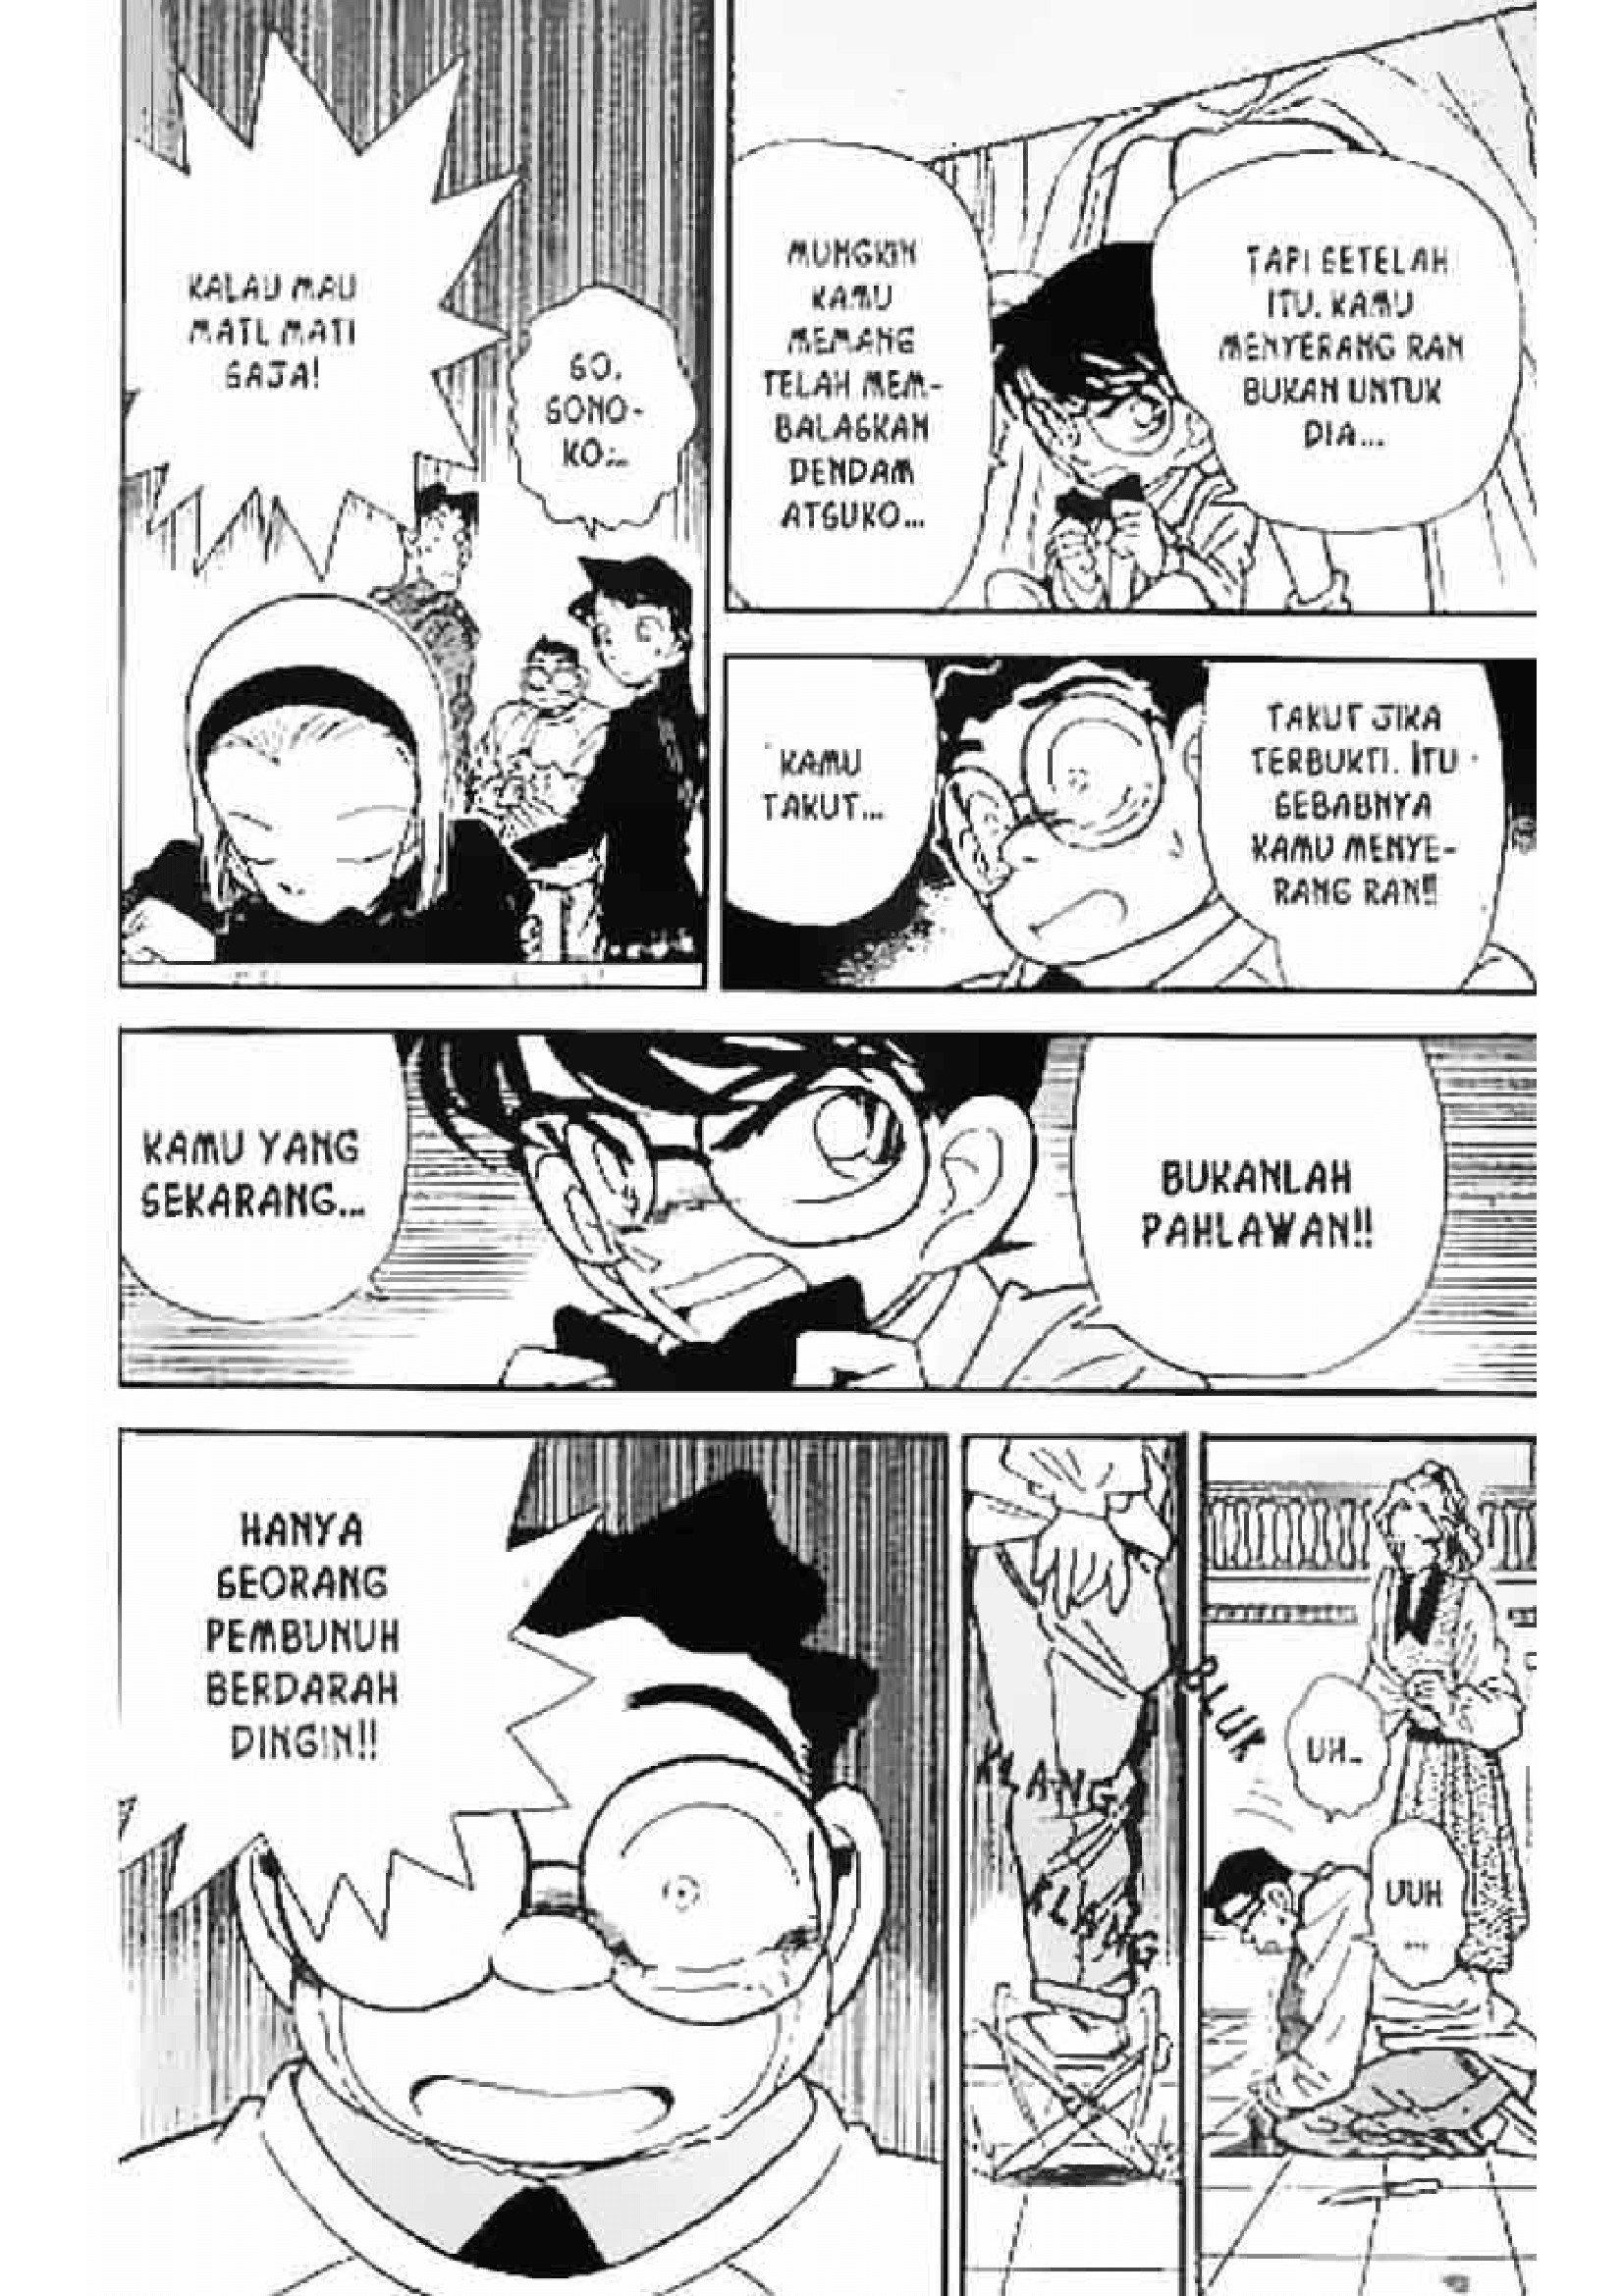 KALAU MAU
MATI, MATI
SAJA!
SO,
SONO-
KO...
MUNGKIN
KAMU
MEMANG
TELAH MEM-
BALASKAN
DENDAM
ATSUKO...
TAPI SETELAH
ITU, KAMU
MENYERANG RAN
BUKAN UNTUK
DIA...
KAMU
TAKUT...
TAKUT JIKA
TERBUKTI. ITU
SEBABNYA
KAMU MENYE-
RANG RAN!!
KAMU YANG
SEKARANG...
BUKANLAH
PAHLAWAN!!
HANYA
SEORANG
PEMBUNUH
BERDARAH
DINGIN!!
KLANG
KLANG
BLUK
UH...
UUH
...